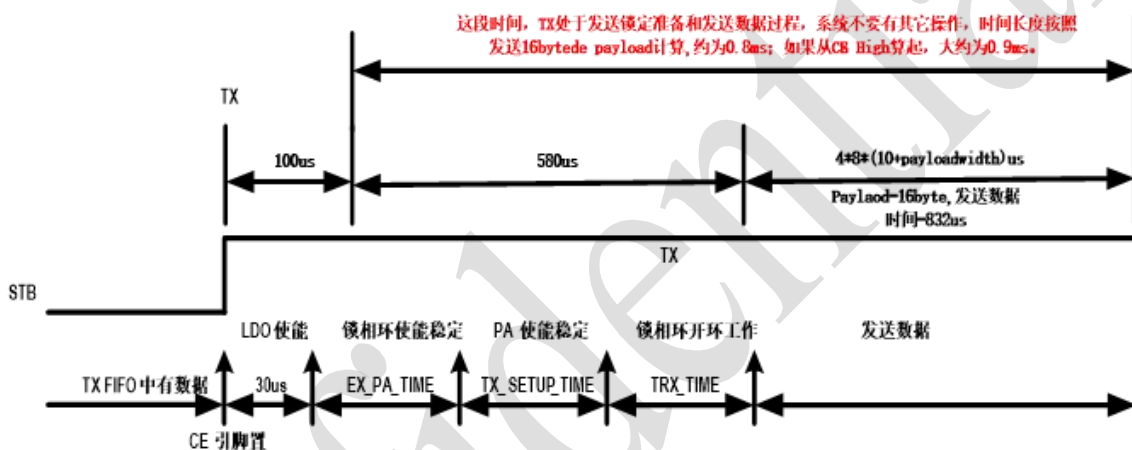 这段时间，TX处于发送锁定准备和发送数据过程，系统不要有其它操作，时间长度按照
发送16bytede payload计算,约为0.8ms；如果从CE High算起，大约为0.9ms。
TX
100us
580us
4*8*(10+payloadwidth)us
Paylaod=16byte,发送数据
时间=832us
TX
STB
LDO 使能
锁相环使能稳定
PA 使能稳定
锁相环开环工作
发送数据
TX FIFO 中有数据
30us
EX_PA_TIME
TX_SETUP_TIME
TRX_TIME
CE 引脚置